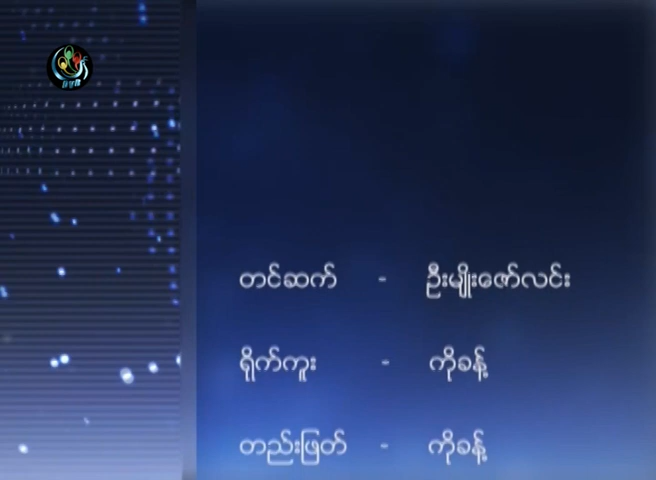 တင်ဆက် - ဦးမျိုးဇော်လင်း
ရိုက်ကူး - ကိုခန့်
တည်းဖြတ် - ကိုခန့်